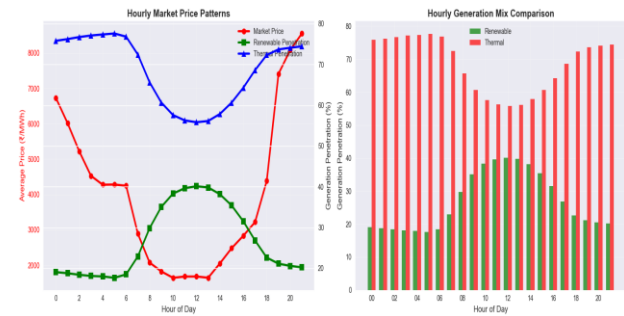 Hourly Market Price Patterns
Market Price
Renewable Penetration
Thermal Penetration
Average Price (₹/MWh)
8000
7000
6000
5000
4000
3000
2000
80
70
60
50
40
30
20
Generation Penetration (%)
0 2 4 6 8 10 12 14 16 18 20
Hour of Day
Hourly Generation Mix Comparison
Renewable
Thermal
Generation Penetration (%)
80
70
60
50
40
30
20
10
0
00 02 04 06 08 10 12 14 16 18 20
Hour of Day